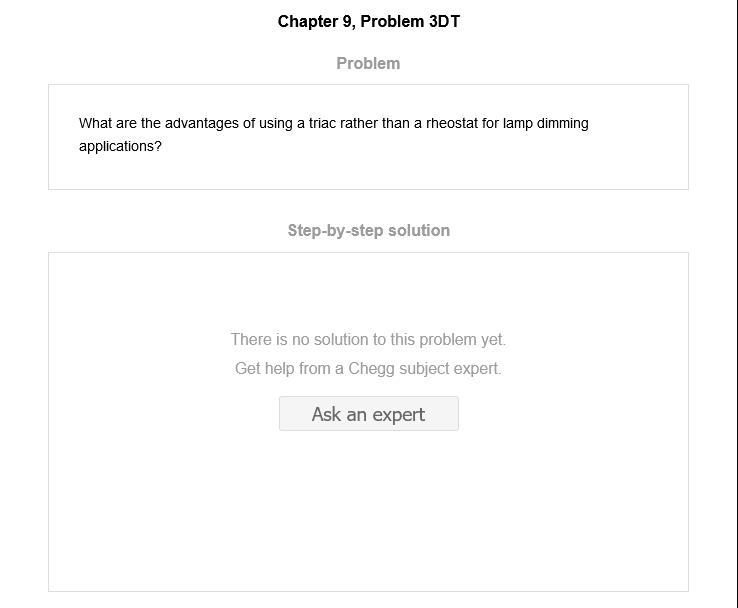 Chapter 9, Problem 3DT
Problem
What are the advantages of using a triac rather than a rheostat for lamp dimming
applications?
Step-by-step solution
There is no solution to this problem yet.
Get help from a Chegg subject expert.
Ask an expert